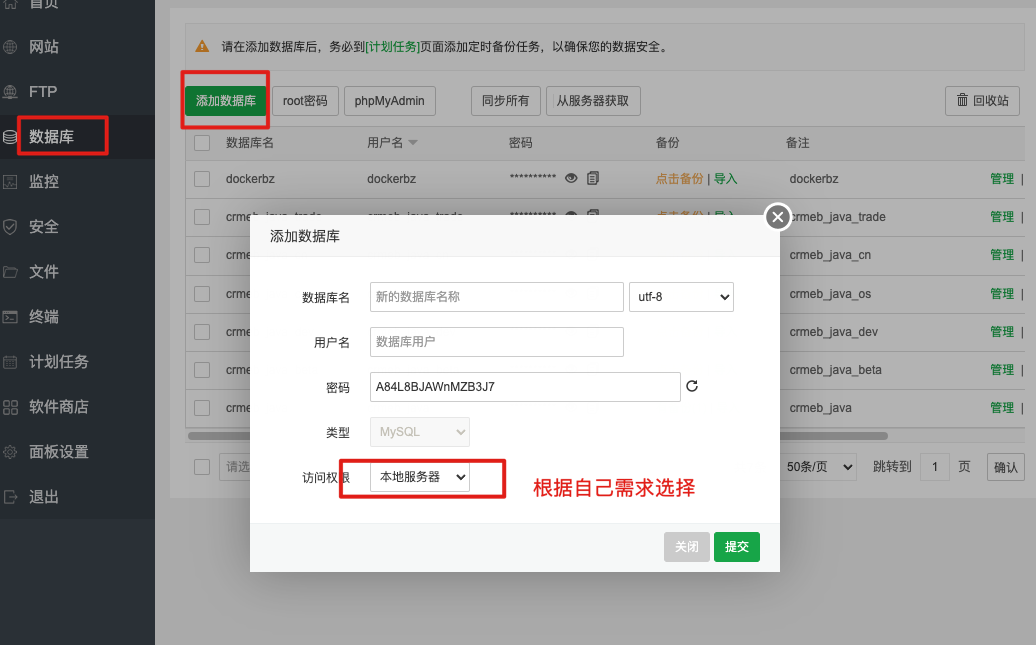 首页
网站
FTP
数据库
监控
安全
文件
终端
计划任务
软件商店
面板设置
退出
请在添加数据库后，务必到[计划任务]页面添加定时备份任务，以确保您的数据安全。
添加数据库 root密码 phpMyAdmin 同步所有 从服务器获取 回收站
数据库名 用户名 密码 备份 备注
dockerbz dockerbz ********** 点击备份 | 导入 dockerbz 管理 |
crmeb_java_trade crmeb_java_trade ********** 点击备份 | 导入 crmeb_java_trade 管理 |
crme crmeb_java_cn 管理 |
crme crmeb_java_os 管理 |
crme crmeb_java_dev 管理 |
crme crmeb_java_beta 管理 |
crme crmeb_java 管理 |
请选 50条/页 跳转到 1 页 确认
添加数据库
数据库名 新的数据库名称 utf-8
用户名 数据库用户
密码 A84L8BJAWnMZB3J7
类型 MySQL
访问权限 本地服务器
根据自己需求选择
关闭 提交